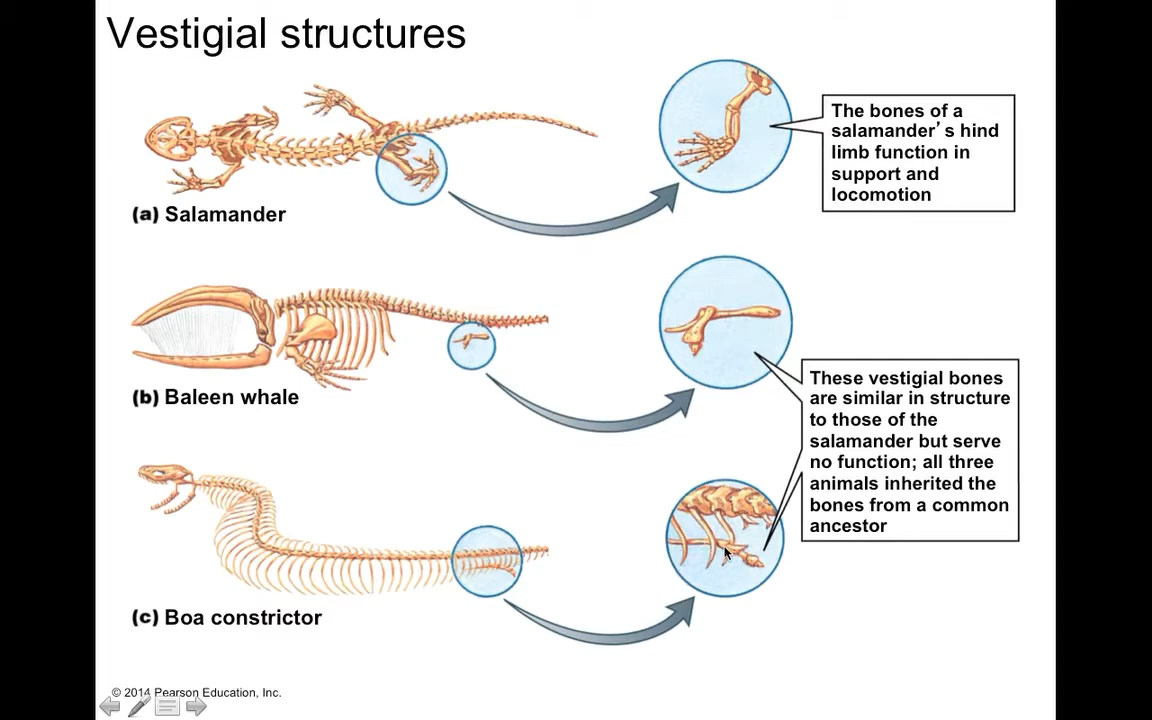 Vestigial structures
(a) Salamander
The bones of a
salamander’s hind
limb function in
support and
locomotion
(b) Baleen whale
These vestigial bones
are similar in structure
to those of the
salamander but serve
no function; all three
animals inherited the
bones from a common
ancestor
(c) Boa constrictor
© 2014 Pearson Education, Inc.